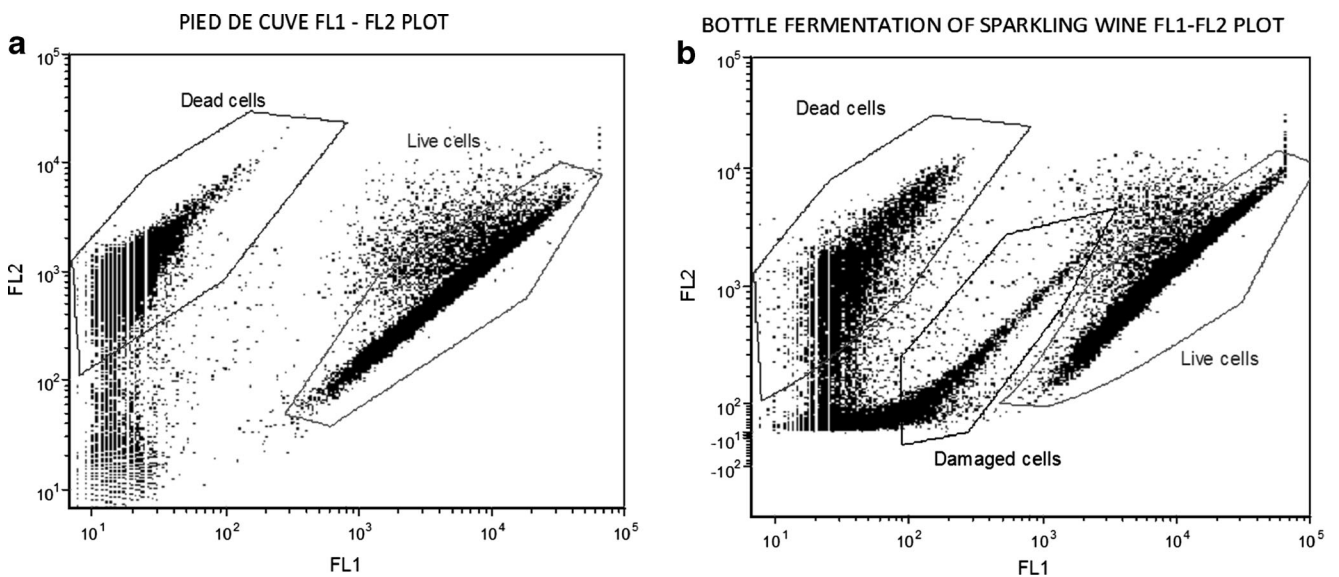 PIED DE CUVE FL1 - FL2 PLOT
a
10^5
10^4
10^3
10^2
10^1
FL2
Dead cells
Live cells
10^1 10^2 10^3 10^4 10^5
FL1
BOTTLE FERMENTATION OF SPARKLING WINE FL1-FL2 PLOT
b
10^5
10^4
10^3
10^2
-10^1
-10^2
FL2
Dead cells
Live cells
Damaged cells
10^1 10^2 10^3 10^4 10^5
FL1